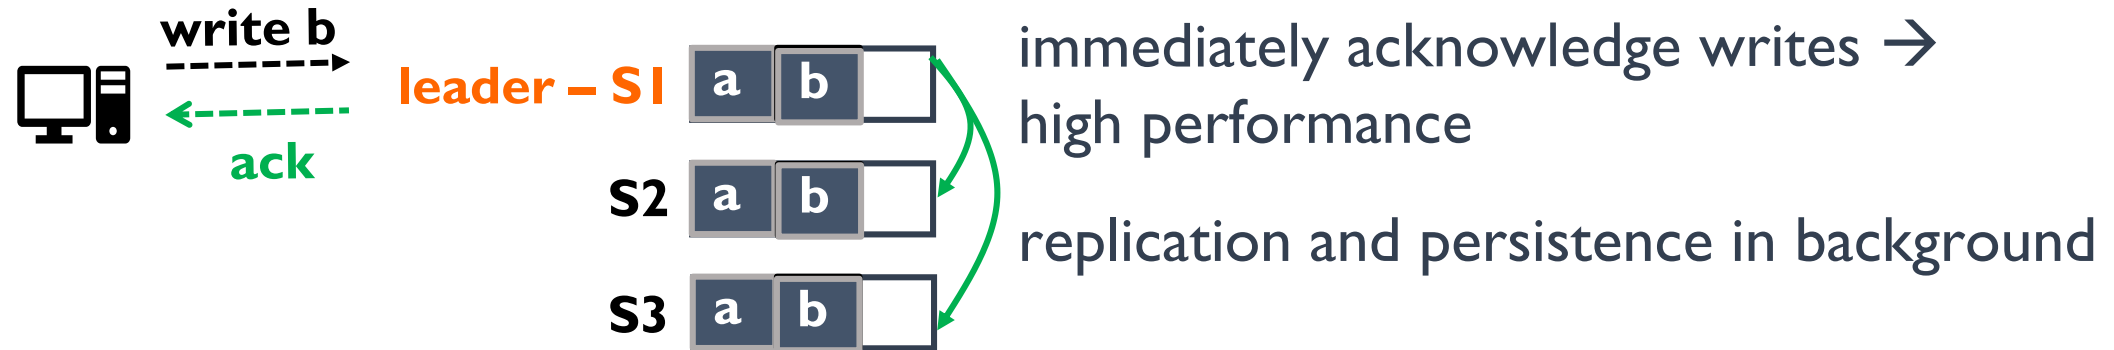 write b
ack
leader – S1
a b
S2
a b
S3
a b
immediately acknowledge writes →
high performance
replication and persistence in background